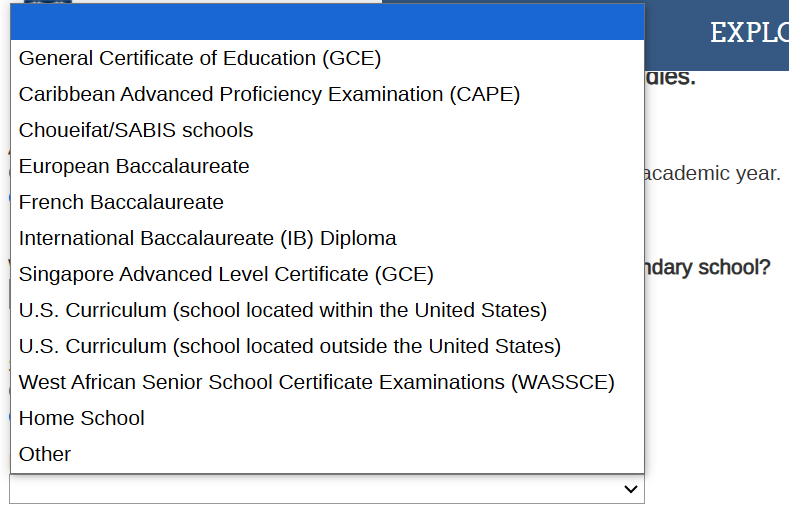 EXPLO
General Certificate of Education (GCE)
dies.
Caribbean Advanced Proficiency Examination (CAPE)
Choueifat/SABIS schools
European Baccalaureate
academic year.
French Baccalaureate
International Baccalaureate (IB) Diploma
ndary school?
Singapore Advanced Level Certificate (GCE)
U.S. Curriculum (school located within the United States)
U.S. Curriculum (school located outside the United States)
West African Senior School Certificate Examinations (WASSCE)
Home School
Other